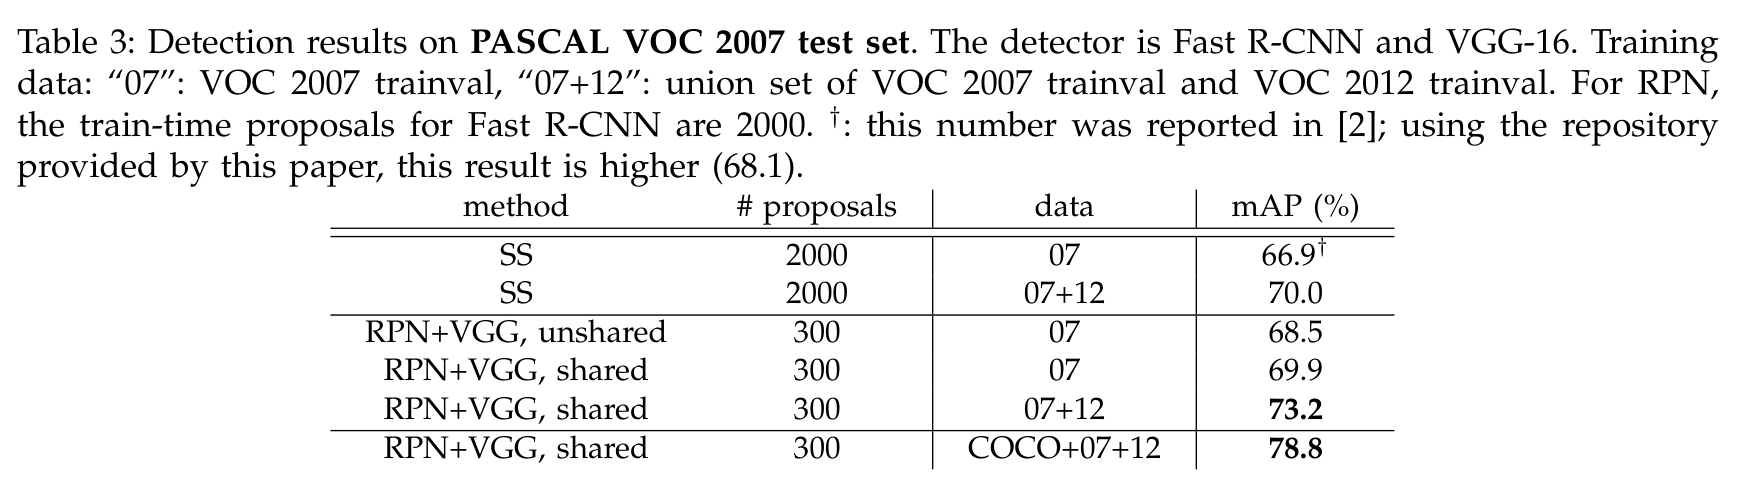 Table 3: Detection results on PASCAL VOC 2007 test set. The detector is Fast R-CNN and VGG-16. Training
data: “07”: VOC 2007 trainval, “07+12”: union set of VOC 2007 trainval and VOC 2012 trainval. For RPN,
the train-time proposals for Fast R-CNN are 2000. †: this number was reported in [2]; using the repository
provided by this paper, this result is higher (68.1).
method # proposals data mAP (%)
SS 2000 07 66.9†
SS 2000 07+12 70.0
RPN+VGG, unshared 300 07 68.5
RPN+VGG, shared 300 07 69.9
RPN+VGG, shared 300 07+12 73.2
RPN+VGG, shared 300 COCO+07+12 78.8